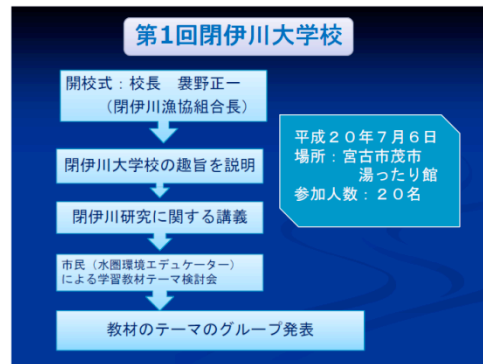 第1回閉伊川大学校
開校式：校長　裊野正一
（閉伊川漁協組合長）
閉伊川大学校の趣旨を説明
閉伊川研究に関する講義
市民（水圏環境エデュケーター）
による学習教材テーマ検討会
教材のテーマのグループ発表
平成２０年７月６日
場所：宮古市茂市
湯ったり館
参加人数：２０名